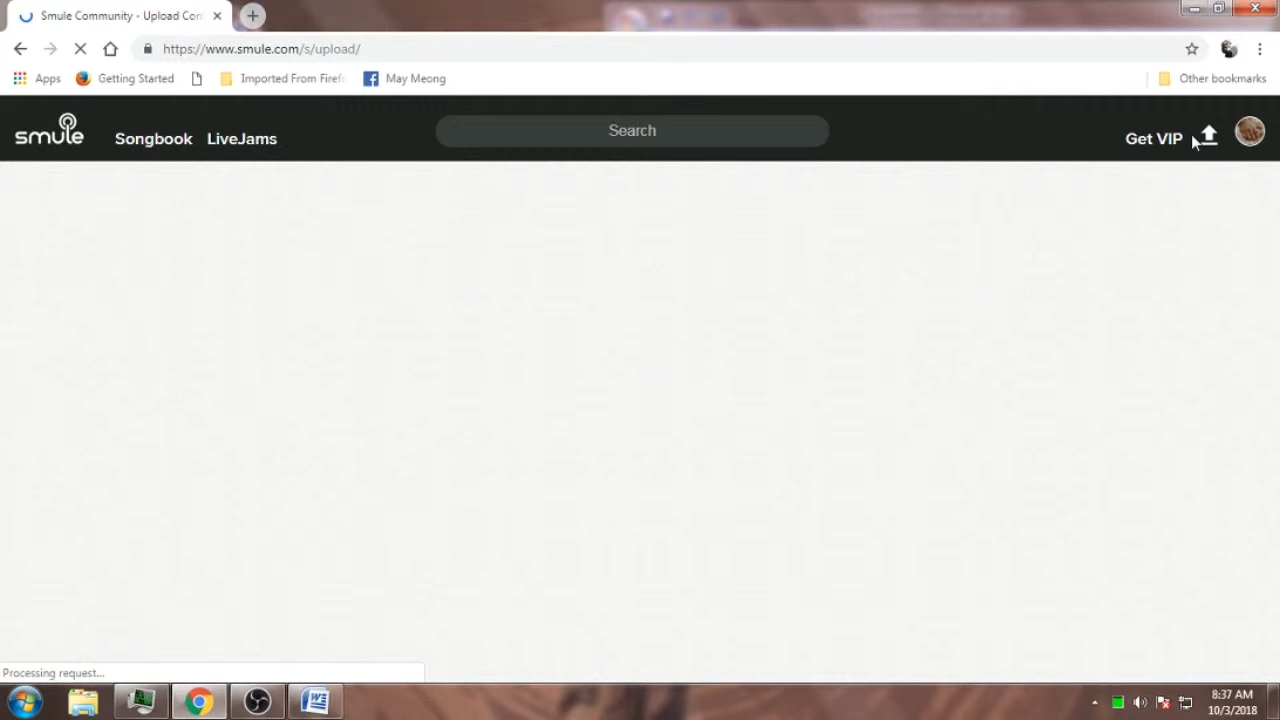 Smule Community - Upload Con
https://www.smule.com/s/upload/
Apps Getting Started Imported From Firef May Meong Other bookmarks
smule Songbook LiveJams Search Get VIP
Processing request...
8:37 AM
10/3/2018